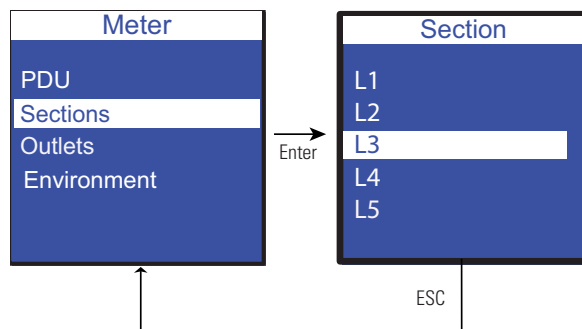 Meter
PDU
Sections
Outlets
Environment
Enter
Section
L1
L2
L3
L4
L5
ESC